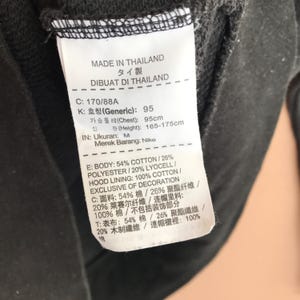 MADE IN THAILAND
タイ製
DIBUAT DI THAILAND
C: 170/88A
K: 호칭(Generic): 95
가슴둘레(Chest): 95cm
(Height): 165-175cm
IN: Ukuran: M
Merek Barang: Nike
E: BODY: 54% COTTON / 26%
POLYESTER / 20% LYOCELL /
HOOD LINING: 100% COTTON /
EXCLUSIVE OF DECORATION
C: 面料: 54% 棉 / 26% 聚酯纤维 /
20% 莱赛尔纤维 / 帽里料:
100% 棉 / 不包括装饰部分
T: 表布: 54% 棉 / 26% 聚酯纖維 /
20% 木製纖維 / 連帽襯裡: 100%